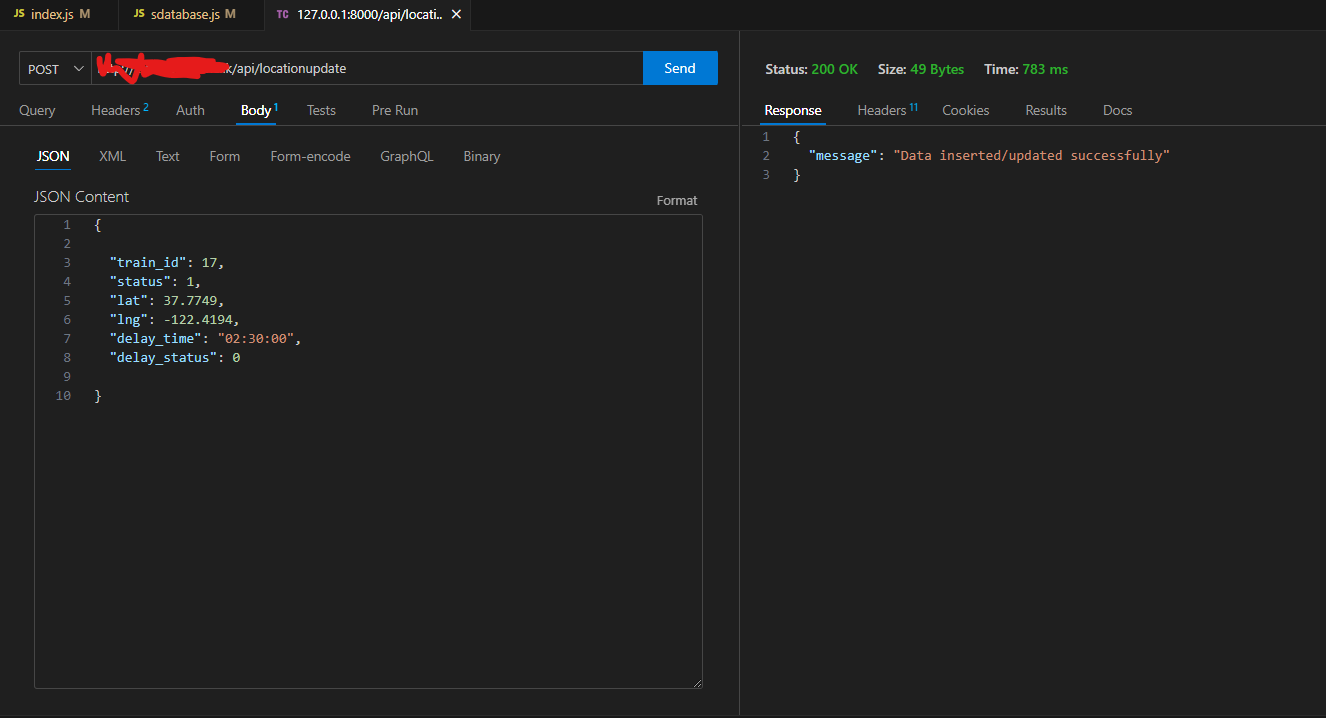 JS index.js M JS sdatabase.js M TC 127.0.0.1:8000/api/locati.. ✕
POST k/api/locationupdate Send
Status: 200 OK Size: 49 Bytes Time: 783 ms
Query Headers 2 Auth Body 1 Tests Pre Run
Response Headers 11 Cookies Results Docs
JSON XML Text Form Form-encode GraphQL Binary
JSON Content
Format
1 {
2
3 "train_id": 17,
4 "status": 1,
5 "lat": 37.7749,
6 "lng": -122.4194,
7 "delay_time": "02:30:00",
8 "delay_status": 0
9
10 }
1 {
2 "message": "Data inserted/updated successfully"
3 }